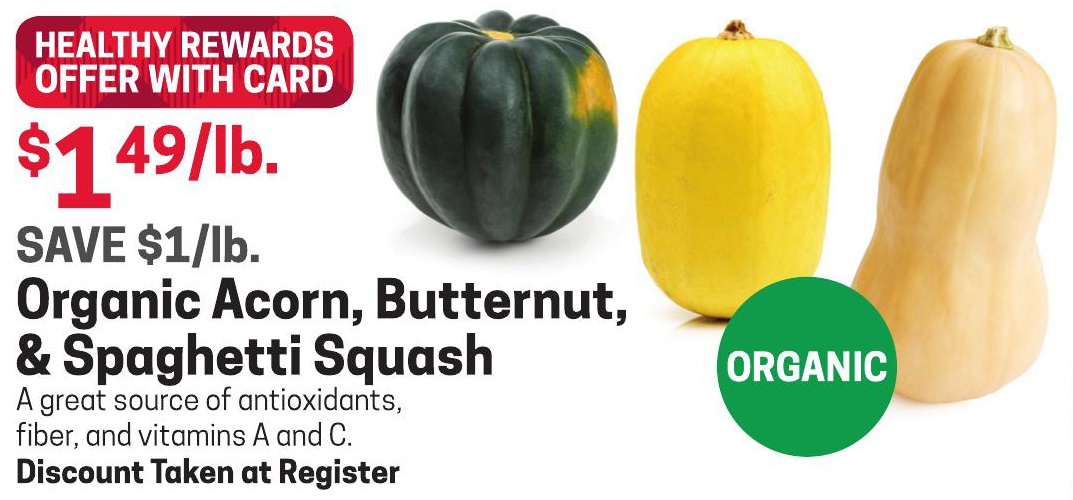 HEALTHY REWARDS
OFFER WITH CARD
$1 49/lb.
SAVE $1/lb.
Organic Acorn, Butternut,
& Spaghetti Squash
A great source of antioxidants,
fiber, and vitamins A and C.
Discount Taken at Register
ORGANIC